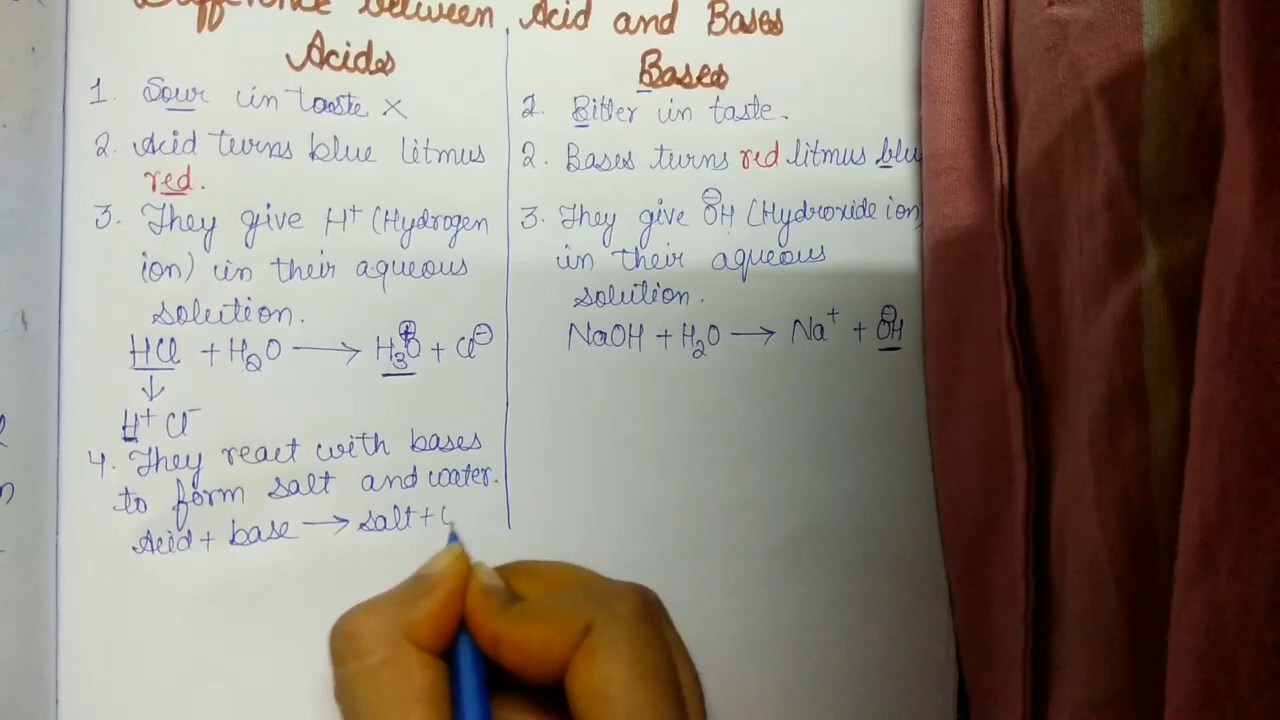 Difference between Acid and Bases
Acids
1. Sour in taste ×
2. Acid turns blue litmus
red.
3. They give H⁺ (Hydrogen
ion) in their aqueous
solution.
HCl + H₂O → H₃O⁺ + Cl⁻
↓
H⁺ Cl⁻
4. They react with bases
to form salt and water.
Acid + base → salt +
Bases
1. Bitter in taste.
2. Bases turns red litmus blu
3. They give OH⁻ (Hydroxide ion
in their aqueous
solution.
NaOH + H₂O → Na⁺ + OH⁻